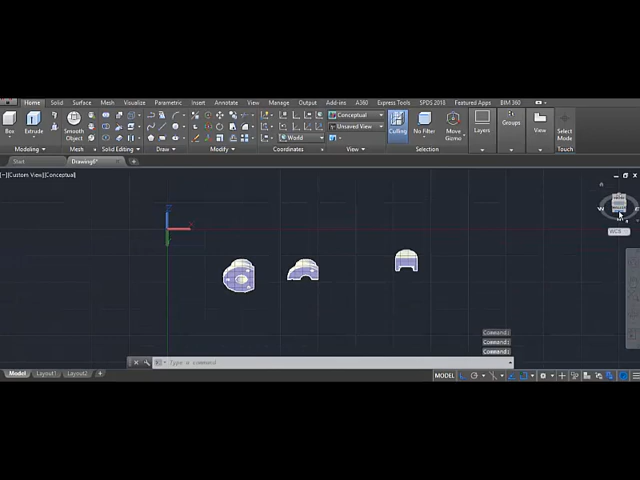 Home Solid Surface Mesh Visualize Parametric Insert Annotate View Manage Output Add-ins A360 Express Tools SPDS 2018 Featured Apps BIM 360
Conceptual
Unsaved View
World
Box Extrude Smooth Object Culling No Filter Move Gizmo Layers Groups View Select Mode
Modeling Mesh Solid Editing Draw Modify Coordinates View Selection Touch
Start Drawing6*
[−][Custom View][Conceptual]
W
WCS
Command:
Command:
Command:
Type a command
Model Layout1 Layout2 + MODEL